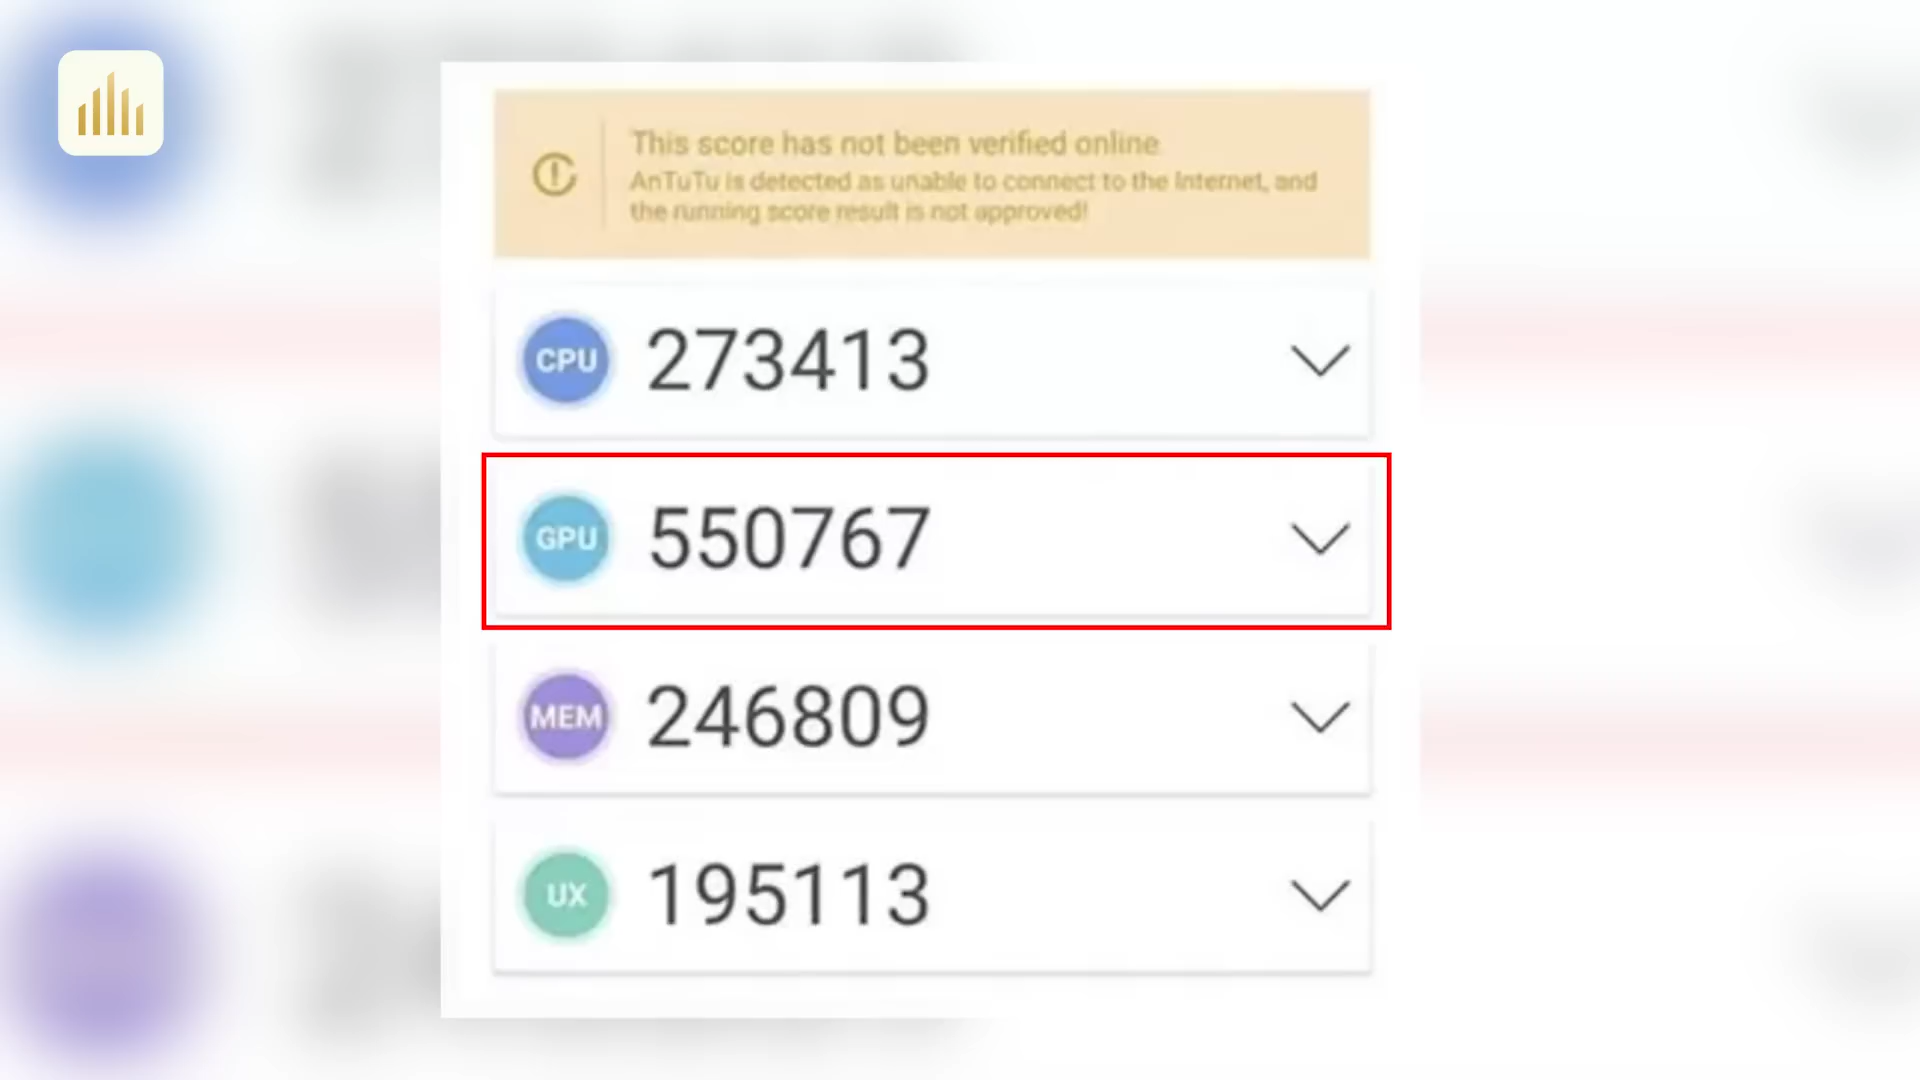 This score has not been verified online
AnTuTu is detected as unable to connect to the Internet, and
the running score result is not approved!
CPU 273413
GPU 550767
MEM 246809
UX 195113